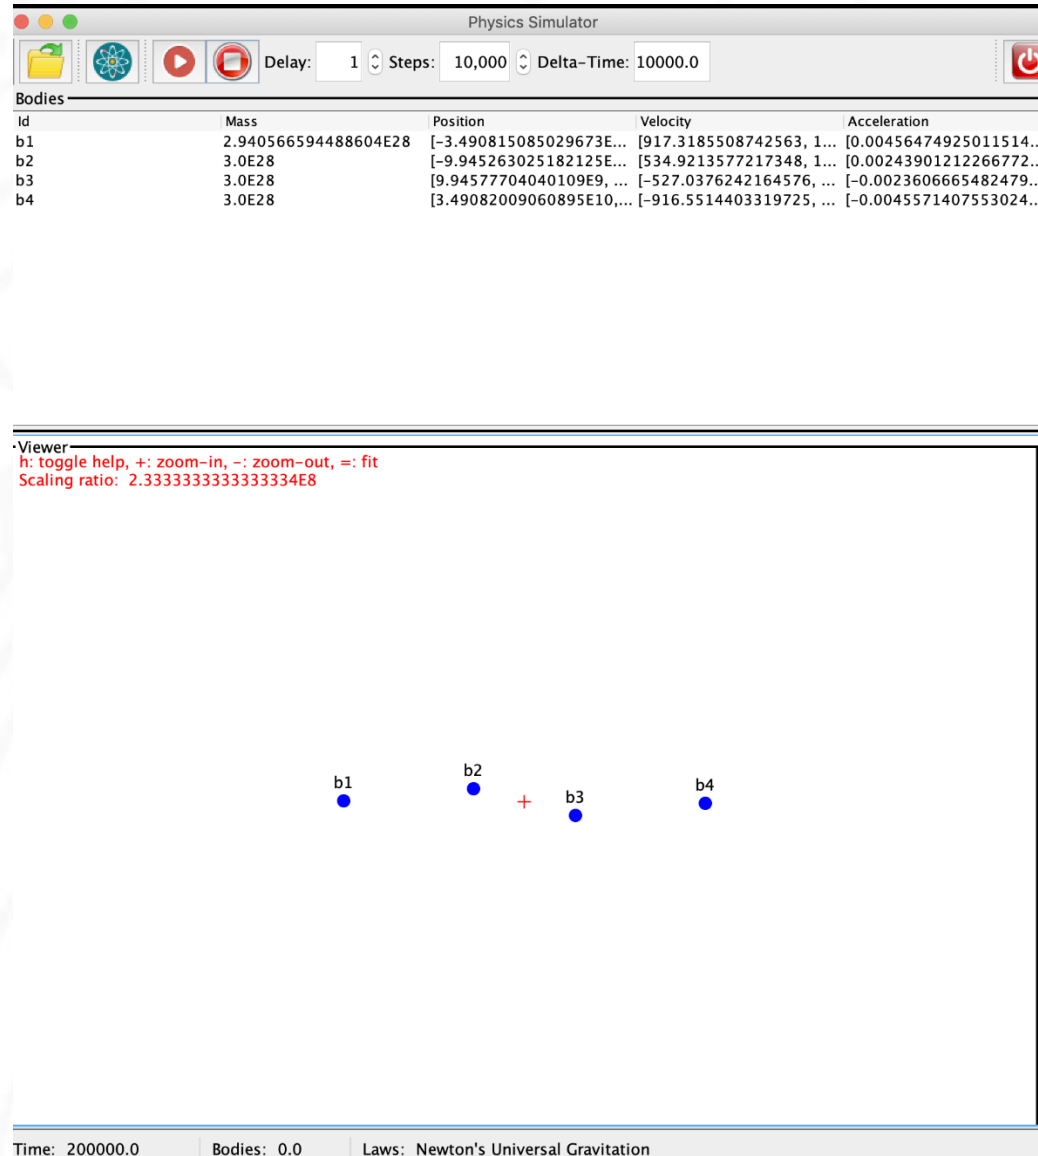 Physics Simulator
Delay: 1 Steps: 10,000 Delta-Time: 10000.0
Bodies
Id Mass Position Velocity Acceleration
b1 2.940566594488604E28 [-3.490815085029673E... [917.3185508742563, 1... [0.00456474925011514..
b2 3.0E28 [-9.945263025182125E... [534.9213577217348, 1... [0.00243901212266772..
b3 3.0E28 [9.94577704040109E9, ... [-527.0376242164576, ... [-0.00236066654824​79..
b4 3.0E28 [3.49082009060895E10,... [-916.5514403319725, ... [-0.0045571407553024..
Viewer
h: toggle help, +: zoom-in, -: zoom-out, =: fit
Scaling ratio: 2.3333333333333334E8
b2
b1
b4
b3
Time: 200000.0 Bodies: 0.0 Laws: Newton's Universal Gravitation